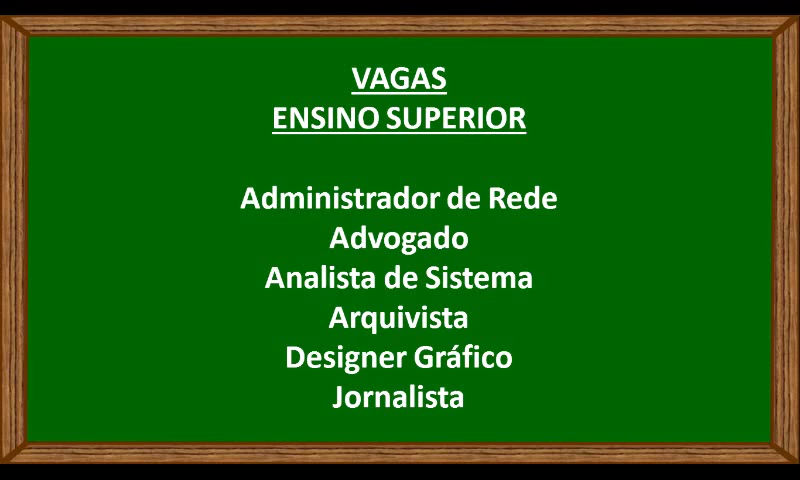 VAGAS
ENSINO SUPERIOR
Administrador de Rede
Advogado
Analista de Sistema
Arquivista
Designer Gráfico
Jornalista